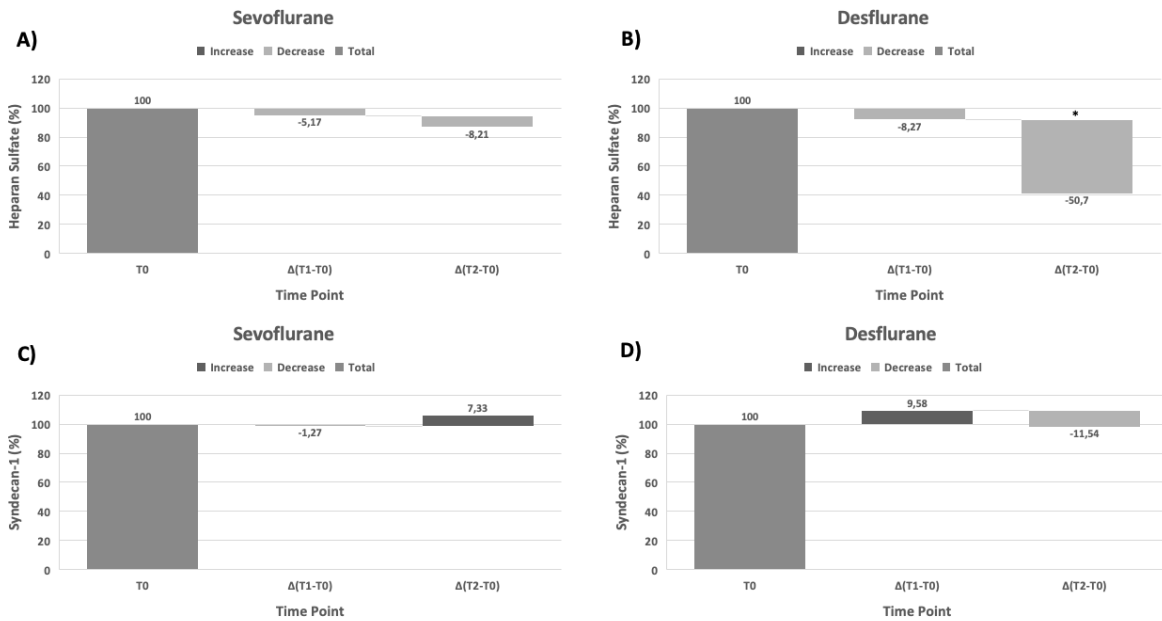 Sevoflurane
A)
Increase Decrease Total
Heparan Sulfate (%)
120
100
80
60
40
20
0
100
-5,17
-8,21
T0 Δ(T1-T0) Δ(T2-T0)
Time Point
Desflurane
B)
Increase Decrease Total
Heparan Sulfate (%)
120
100
80
60
40
20
0
100
-8,27
*
-50,7
T0 Δ(T1-T0) Δ(T2-T0)
Time Point
Sevoflurane
C)
Increase Decrease Total
Syndecan-1 (%)
120
100
80
60
40
20
0
100
-1,27
7,33
T0 Δ(T1-T0) Δ(T2-T0)
Time Point
Desflurane
D)
Increase Decrease Total
Syndecan-1 (%)
120
100
80
60
40
20
0
100
9,58
-11,54
T0 Δ(T1-T0) Δ(T2-T0)
Time Point